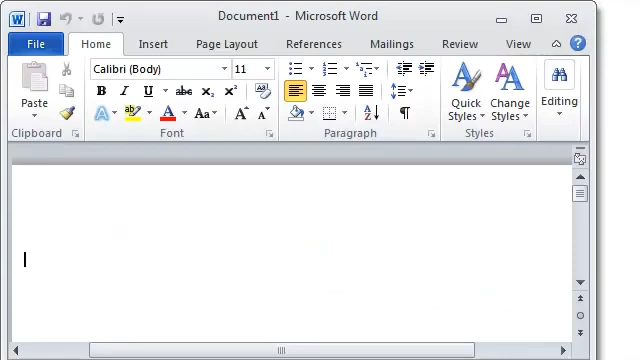 Document1 - Microsoft Word
File Home Insert Page Layout References Mailings Review View
Calibri (Body) 11
B I U abc x₂ x²
A ab A Aa A A
Paste
Quick Styles
Change Styles
Editing
Clipboard Font Paragraph Styles